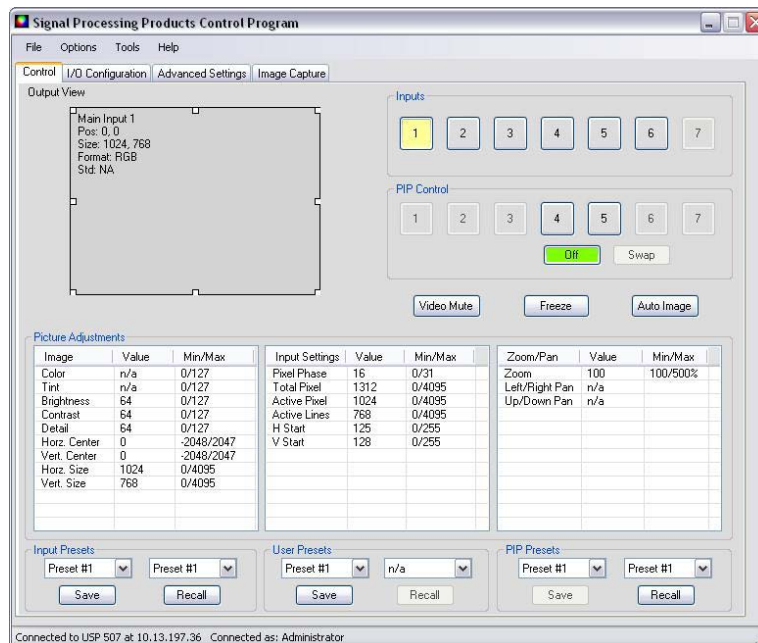 Signal Processing Products Control Program
File Options Tools Help
Control I/O Configuration Advanced Settings Image Capture
Output View
Main Input 1
Pos: 0, 0
Size: 1024, 768
Format: RGB
Std: NA
Inputs
1 2 3 4 5 6 7
PIP Control
1 2 3 4 5 6 7
Off Swap
Video Mute Freeze Auto Image
Picture Adjustments
Image Value Min/Max
Color n/a 0/127
Tint n/a 0/127
Brightness 64 0/127
Contrast 64 0/127
Detail 64 0/127
Horz. Center 0 -2048/2047
Vert. Center 0 -2048/2047
Horz. Size 1024 0/4095
Vert. Size 768 0/4095
Input Settings Value Min/Max
Pixel Phase 16 0/31
Total Pixel 1312 0/4095
Active Pixel 1024 0/4095
Active Lines 768 0/4095
H Start 125 0/255
V Start 128 0/255
Zoom/Pan Value Min/Max
Zoom 100 100/500%
Left/Right Pan n/a
Up/Down Pan n/a
Input Presets
Preset #1 Preset #1
Save Recall
User Presets
Preset #1 n/a
Save Recall
PIP Presets
Preset #1 Preset #1
Save Recall
Connected to USP 507 at 10.13.197.36 Connected as: Administrator